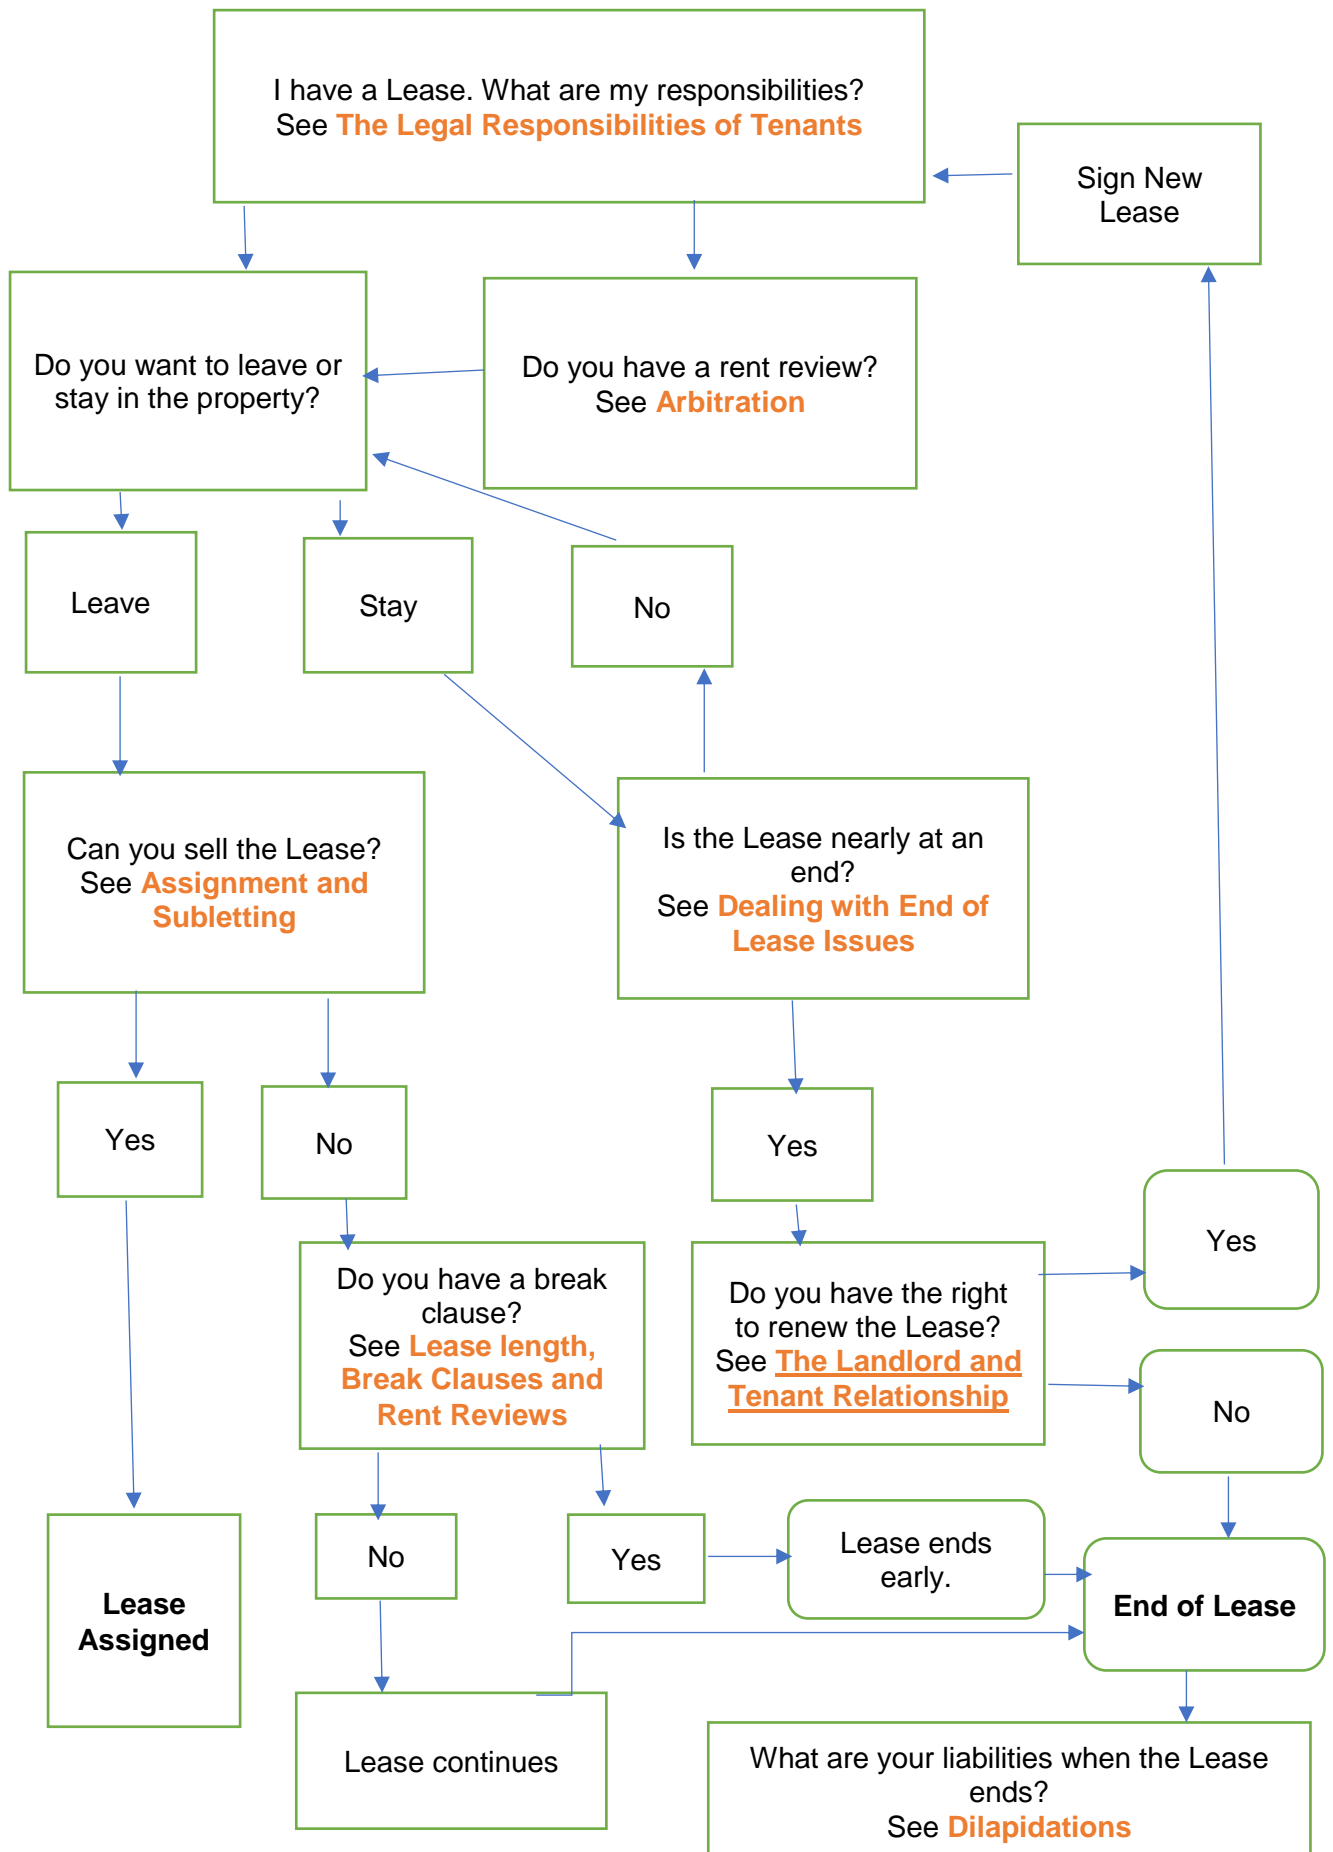 I have a Lease. What are my responsibilities?
See The Legal Responsibilities of Tenants
Sign New
Lease
Do you want to leave or
stay in the property?
Do you have a rent review?
See Arbitration
Leave
Stay
No
Can you sell the Lease?
See Assignment and
Subletting
Is the Lease nearly at an
end?
See Dealing with End of
Lease Issues
Yes
No
Yes
Yes
Do you have a break
clause?
See Lease length,
Break Clauses and
Rent Reviews
Do you have the right
to renew the Lease?
See The Landlord and
Tenant Relationship
No
Lease
Assigned
No
Yes
Lease ends
early.
End of Lease
Lease continues
What are your liabilities when the Lease
ends?
See Dilapidations